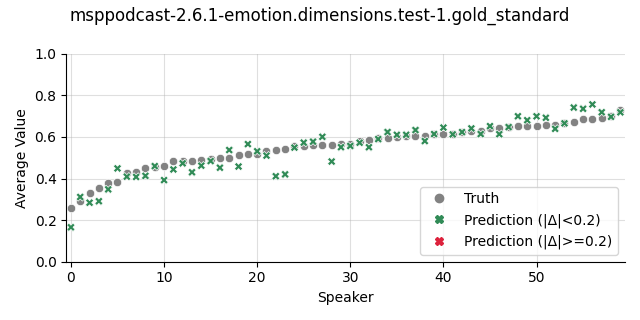 msppodcast-2.6.1-emotion.dimensions.test-1.gold_standard
1.0
0.8
0.6
0.4
0.2
0.0
Average Value
Truth
Prediction (|Δ|<0.2)
Prediction (|Δ|>=0.2)
0 10 20 30 40 50
Speaker